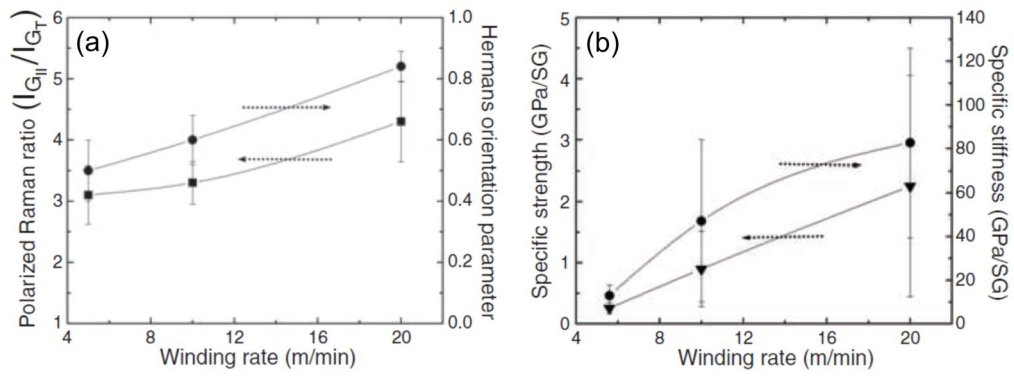 (a)
Polarized Raman ratio (I_G||/I_GT)
6
5
4
3
2
1
Hermans orientation parameter
1.0
0.8
0.6
0.4
0.2
0.0
4 8 12 16 20
Winding rate (m/min)
(b)
Specific strength (GPa/SG)
5
4
3
2
1
0
Specific stiffness (GPa/SG)
140
120
100
80
60
40
20
0
4 8 12 16 20
Winding rate (m/min)